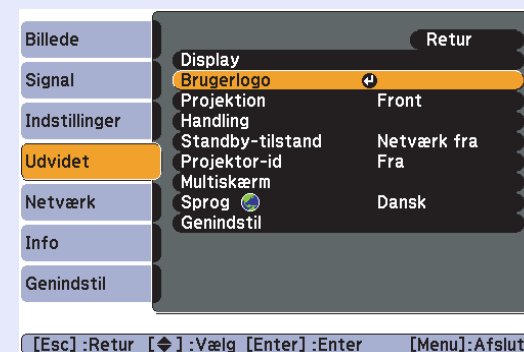 Billede
Signal
Indstillinger
Udvidet
Netværk
Info
Genindstil
Retur
Display
Brugerlogo
Projektion Front
Handling
Standby-tilstand Netværk fra
Projektor-id Fra
Multiskærm
Sprog Dansk
Genindstil
[Esc] :Retur [◆] :Vælg [Enter] :Enter [Menu]:Afslut